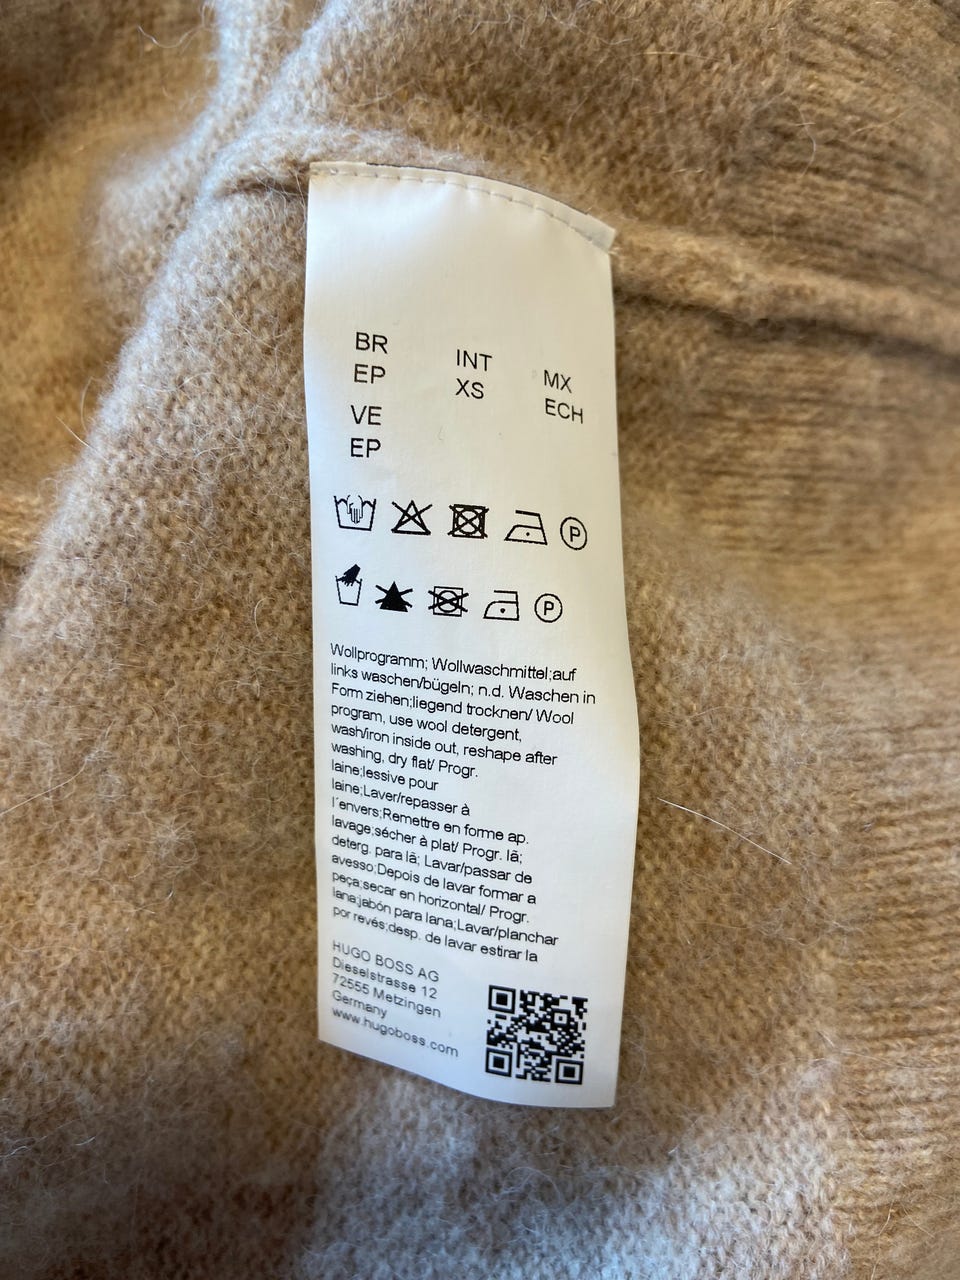 BR INT MX
EP XS ECH
VE
EP
P
P
Wollprogramm; Wollwaschmittel;auf
links waschen/bügeln; n.d. Waschen in
Form ziehen;liegend trocknen/ Wool
program, use wool detergent,
wash/iron inside out, reshape after
washing, dry flat/ Progr.
laine;lessive pour
laine;Laver/repasser à
l´envers;Remettre en forme ap.
lavage;sécher à plat/ Progr. lã;
deterg. para lã; Lavar/passar de
avesso;Depois de lavar formar a
peça;secar en horizontal/ Progr.
lana;jabón para lana;Lavar/planchar
por revés;desp. de lavar estirar la
HUGO BOSS AG
Dieselstrasse 12
72555 Metzingen
Germany
www.hugoboss.com